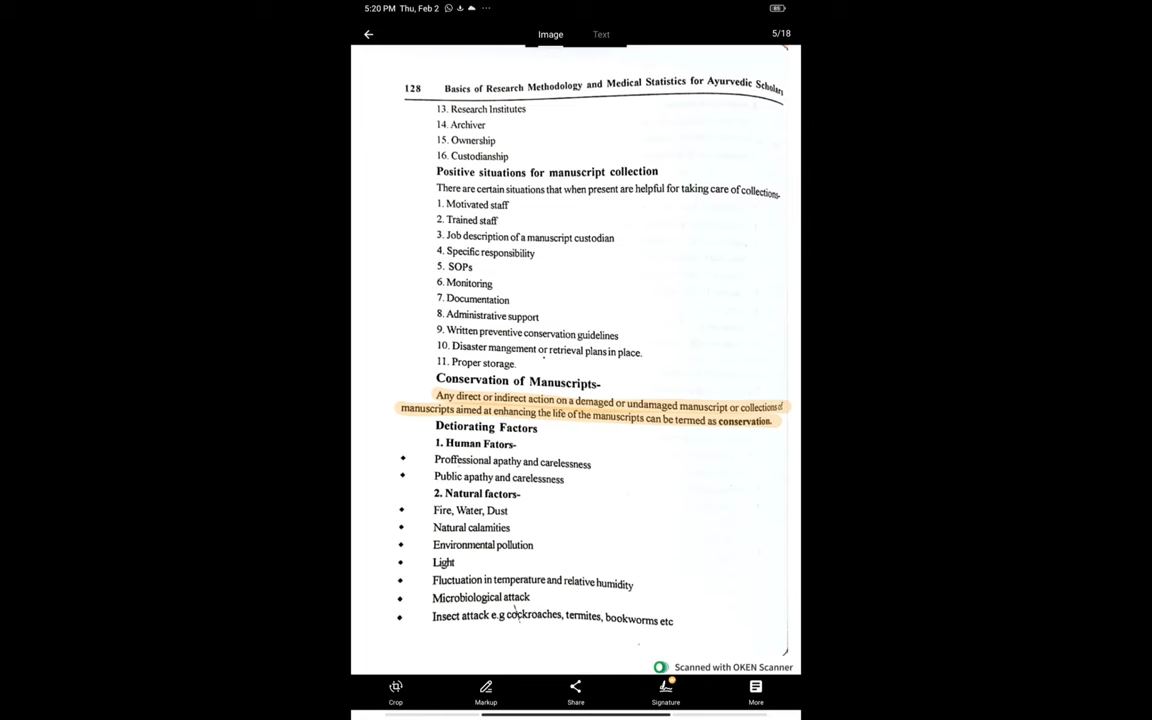 5:20 PM Thu, Feb 2
Image Text 5/18
128 Basics of Research Methodology and Medical Statistics for Ayurvedic Scholars
13. Research Institutes
14. Archiver
15. Ownership
16. Custodianship
Positive situations for manuscript collection
There are certain situations that when present are helpful for taking care of collections-
1. Motivated staff
2. Trained staff
3. Job description of a manuscript custodian
4. Specific responsibility
5. SOPs
6. Monitoring
7. Documentation
8. Administrative support
9. Written preventive conservation guidelines
10. Disaster mangement or retrieval plans in place.
11. Proper storage.
Conservation of Manuscripts-
Any direct or indirect action on a demaged or undamaged manuscript or collections of
manuscripts aimed at enhancing the life of the manuscripts can be termed as conservation.
Detiorating Factors
1. Human Fators-
Proffessional apathy and carelessness
Public apathy and carelessness
2. Natural factors-
Fire, Water, Dust
Natural calamities
Environmental pollution
Light
Fluctuation in temperature and relative humidity
Microbiological attack
Insect attack e.g cockroaches, termites, bookworms etc
Scanned with OKEN Scanner
Crop Markup Share Signature More